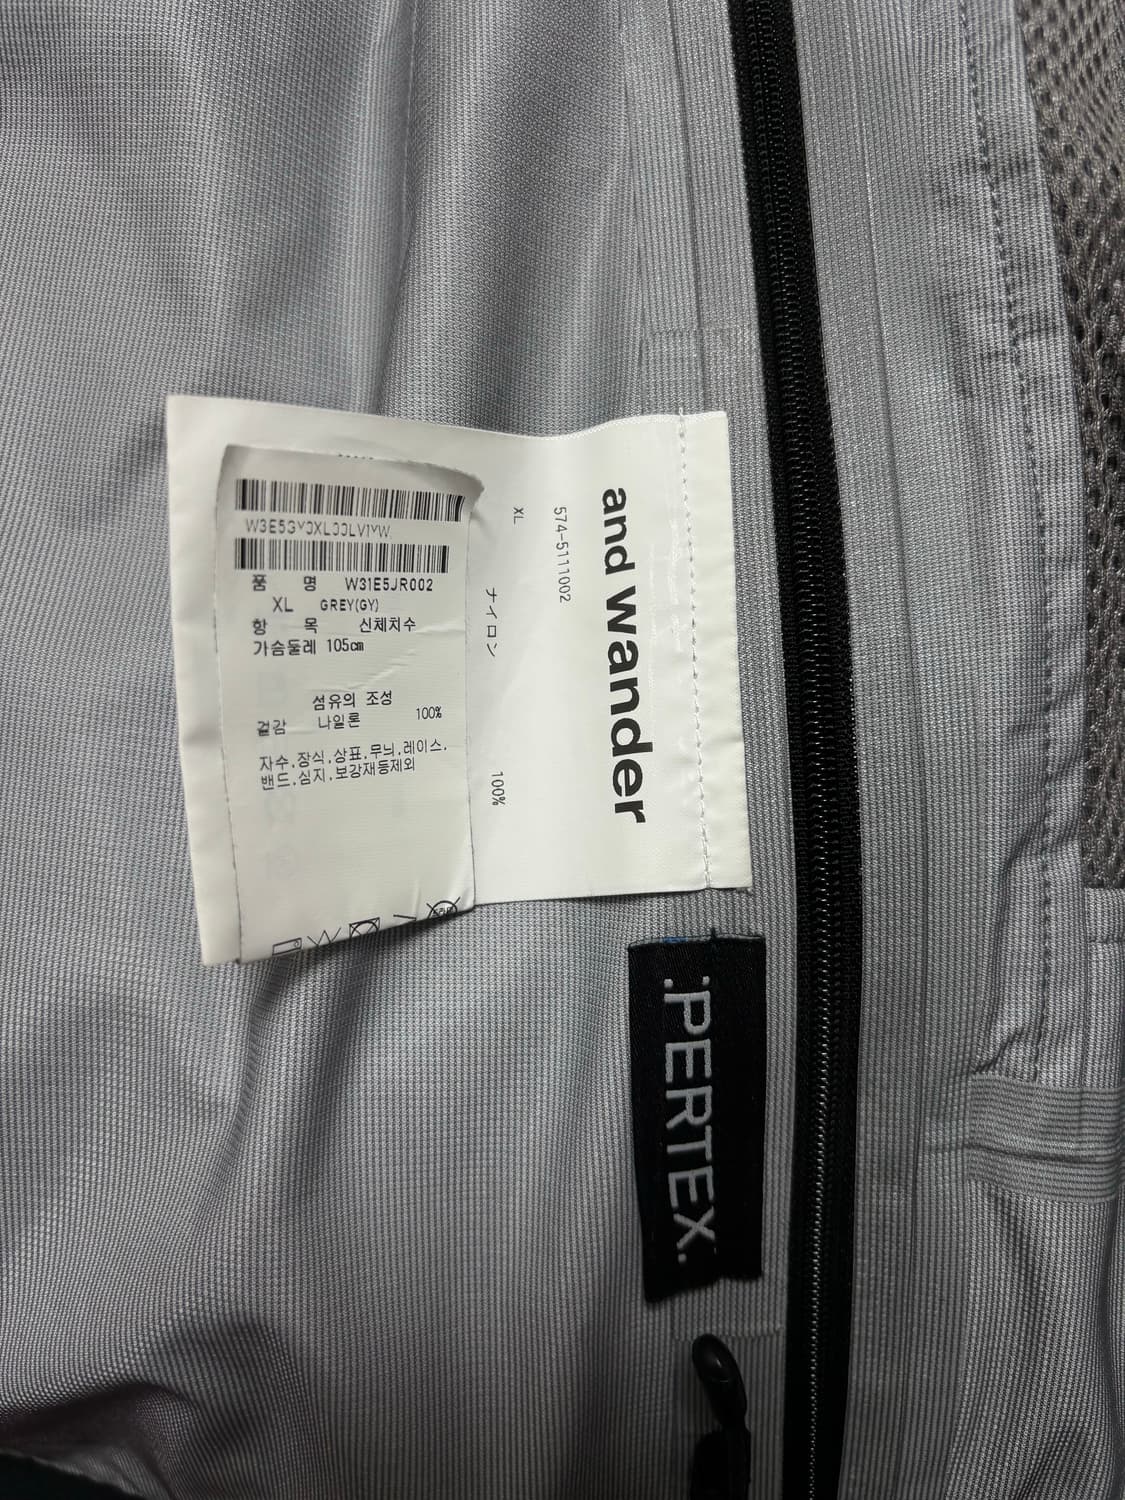 and wander
574-5111002
XL
ナイロン 100%
품 명 W31E5JR002
XL GREY(GY)
항 목 신체치수
가슴둘레 105㎝
섬유의 조성
겉감 나일론 100%
자수.장식.상표.무늬.레이스.
밴드.심지.보강재등제외
PERTEX